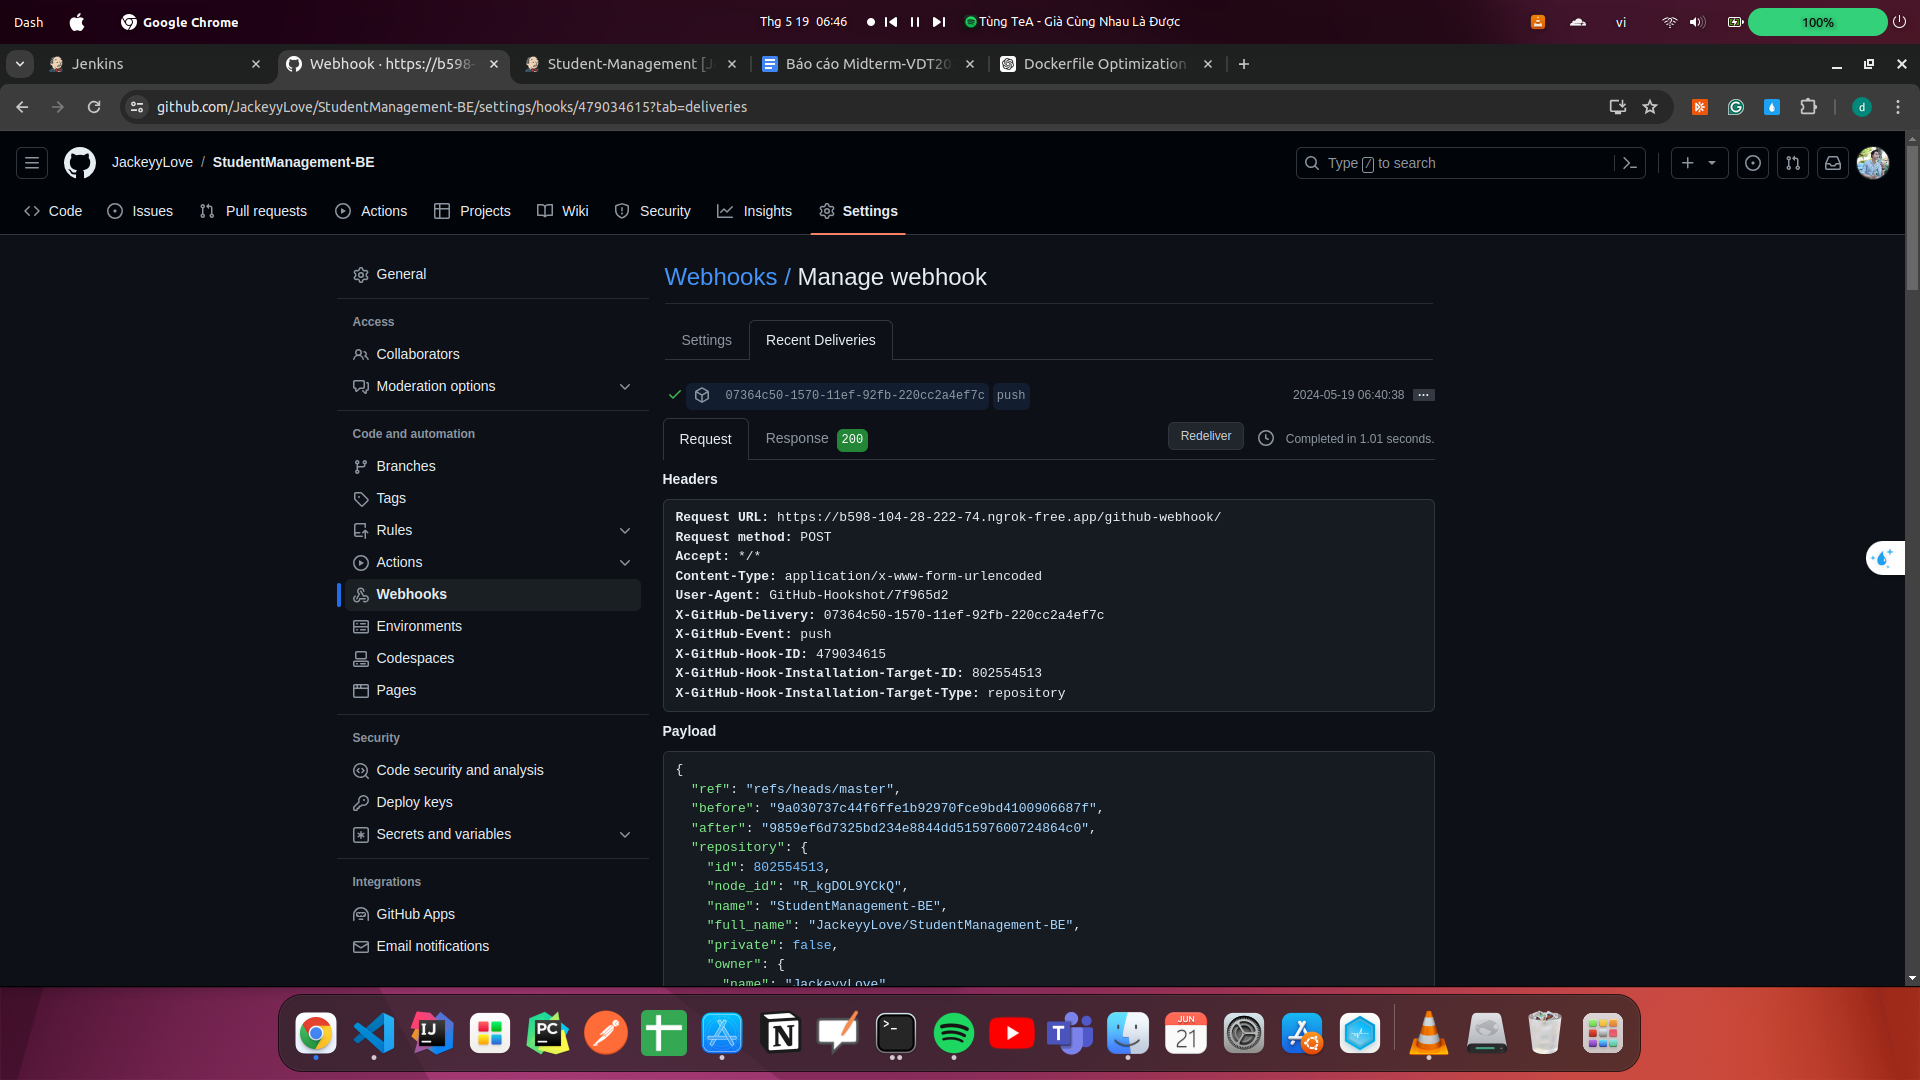 Dash
Google Chrome
Thg 5 19 06:46
Tùng TeA - Già Cùng Nhau Là Được
vi
100%
Jenkins
Webhook · https://b598-
Student-Management [J
Báo cáo Midterm-VDT20
Dockerfile Optimization
github.com/JackeyyLove/StudentManagement-BE/settings/hooks/479034615?tab=deliveries
d
JackeyyLove / StudentManagement-BE
Type / to search
Code
Issues
Pull requests
Actions
Projects
Wiki
Security
Insights
Settings
General
Access
Collaborators
Moderation options
Code and automation
Branches
Tags
Rules
Actions
Webhooks
Environments
Codespaces
Pages
Security
Code security and analysis
Deploy keys
Secrets and variables
Integrations
GitHub Apps
Email notifications
Webhooks / Manage webhook
Settings
Recent Deliveries
07364c50-1570-11ef-92fb-220cc2a4ef7c push
2024-05-19 06:40:38
Request
Response 200
Redeliver
Completed in 1.01 seconds.
Headers
Request URL: https://b598-104-28-222-74.ngrok-free.app/github-webhook/
Request method: POST
Accept: */*
Content-Type: application/x-www-form-urlencoded
User-Agent: GitHub-Hookshot/7f965d2
X-GitHub-Delivery: 07364c50-1570-11ef-92fb-220cc2a4ef7c
X-GitHub-Event: push
X-GitHub-Hook-ID: 479034615
X-GitHub-Hook-Installation-Target-ID: 802554513
X-GitHub-Hook-Installation-Target-Type: repository
Payload
{
"ref": "refs/heads/master",
"before": "9a030737c44f6ffe1b92970fce9bd4100906687f",
"after": "9859ef6d7325bd234e8844dd51597600724864c0",
"repository": {
"id": 802554513,
"node_id": "R_kgDOL9YCkQ",
"name": "StudentManagement-BE",
"full_name": "JackeyyLove/StudentManagement-BE",
"private": false,
"owner": {
"name": "JackeyyLove"
IJ
PC
N
T
JUN
21